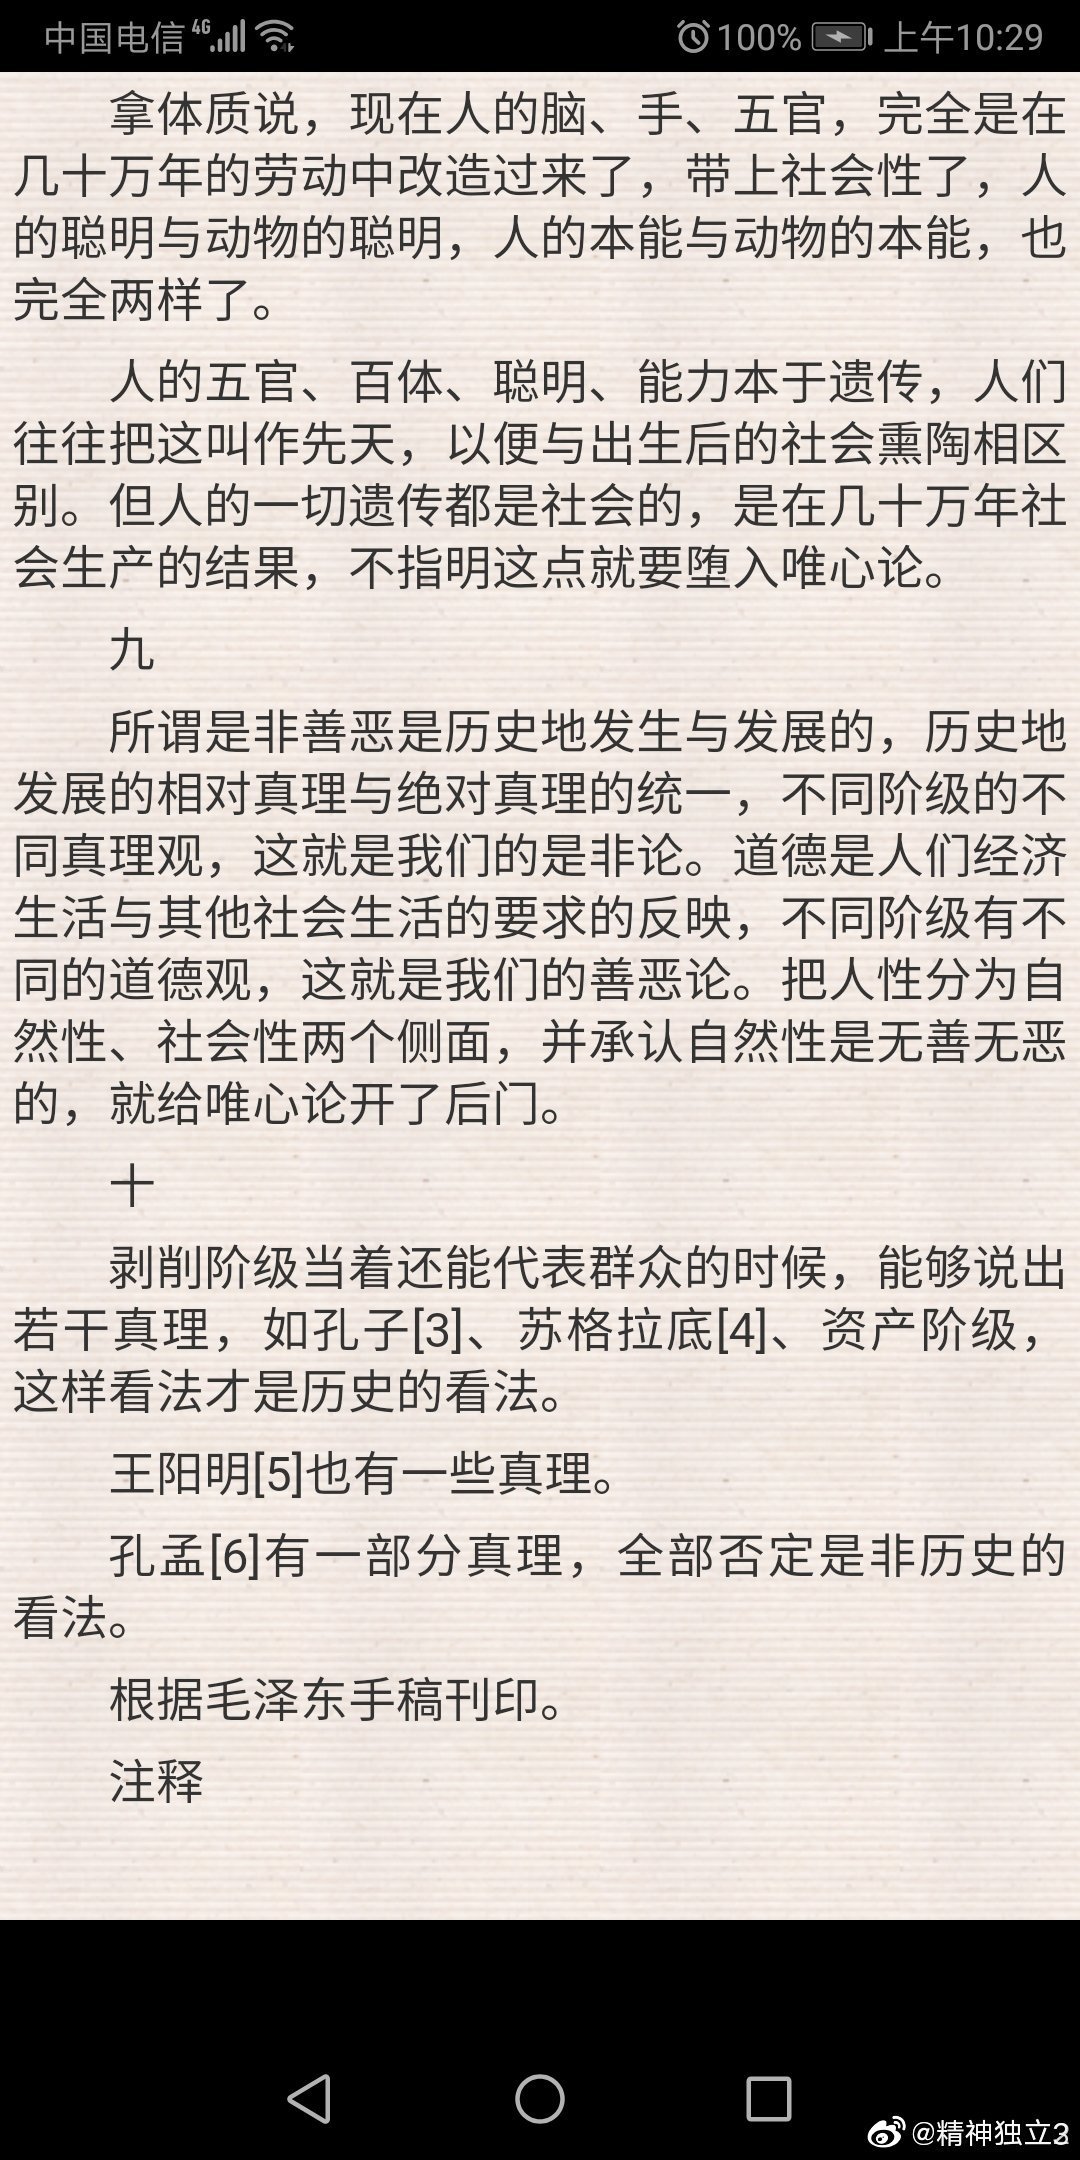 中国电信 4G 100% 上午10:29
拿体质说，现在人的脑、手、五官，完全是在
几十万年的劳动中改造过来了，带上社会性了，人
的聪明与动物的聪明，人的本能与动物的本能，也
完全两样了。
人的五官、百体、聪明、能力本于遗传，人们
往往把这叫作先天，以便与出生后的社会熏陶相区
别。但人的一切遗传都是社会的，是在几十万年社
会生产的结果，不指明这点就要堕入唯心论。
九
所谓是非善恶是历史地发生与发展的，历史地
发展的相对真理与绝对真理的统一，不同阶级的不
同真理观，这就是我们的是非论。道德是人们经济
生活与其他社会生活的要求的反映，不同阶级有不
同的道德观，这就是我们的善恶论。把人性分为自
然性、社会性两个侧面，并承认自然性是无善无恶
的，就给唯心论开了后门。
十
剥削阶级当着还能代表群众的时候，能够说出
若干真理，如孔子[3]、苏格拉底[4]、资产阶级，
这样看法才是历史的看法。
王阳明[5]也有一些真理。
孔孟[6]有一部分真理，全部否定是非历史的
看法。
根据毛泽东手稿刊印。
注释
@精神独立3